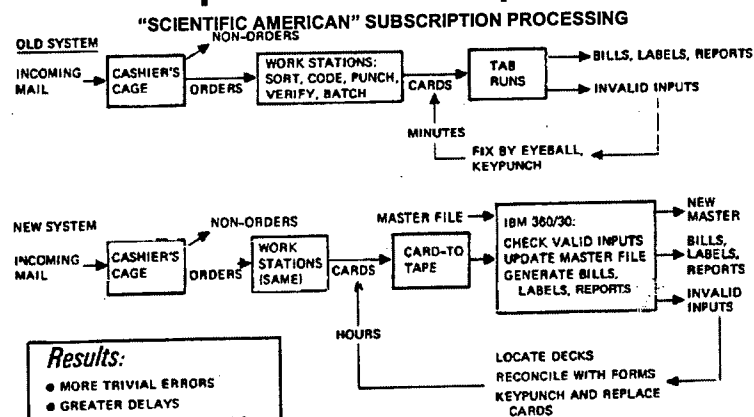 "SCIENTIFIC AMERICAN" SUBSCRIPTION PROCESSING
OLD SYSTEM
NON-ORDERS
INCOMING
MAIL
CASHIER'S
CAGE
ORDERS
WORK STATIONS:
SORT, CODE, PUNCH,
VERIFY, BATCH
CARDS
TAB
RUNS
BILLS, LABELS, REPORTS
INVALID INPUTS
MINUTES
FIX BY EYEBALL,
KEYPUNCH
NEW SYSTEM
NON-ORDERS
INCOMING
MAIL
CASHIER'S
CAGE
ORDERS
WORK
STATIONS
(SAME)
CARDS
MASTER FILE
CARD-TO
TAPE
IBM 360/30:
CHECK VALID INPUTS
UPDATE MASTER FILE
GENERATE BILLS,
LABELS, REPORTS
NEW
MASTER
BILLS,
LABELS,
REPORTS
INVALID
INPUTS
HOURS
LOCATE DECKS
RECONCILE WITH FORMS
KEYPUNCH AND REPLACE
CARDS
Results:
• MORE TRIVIAL ERRORS
• GREATER DELAYS